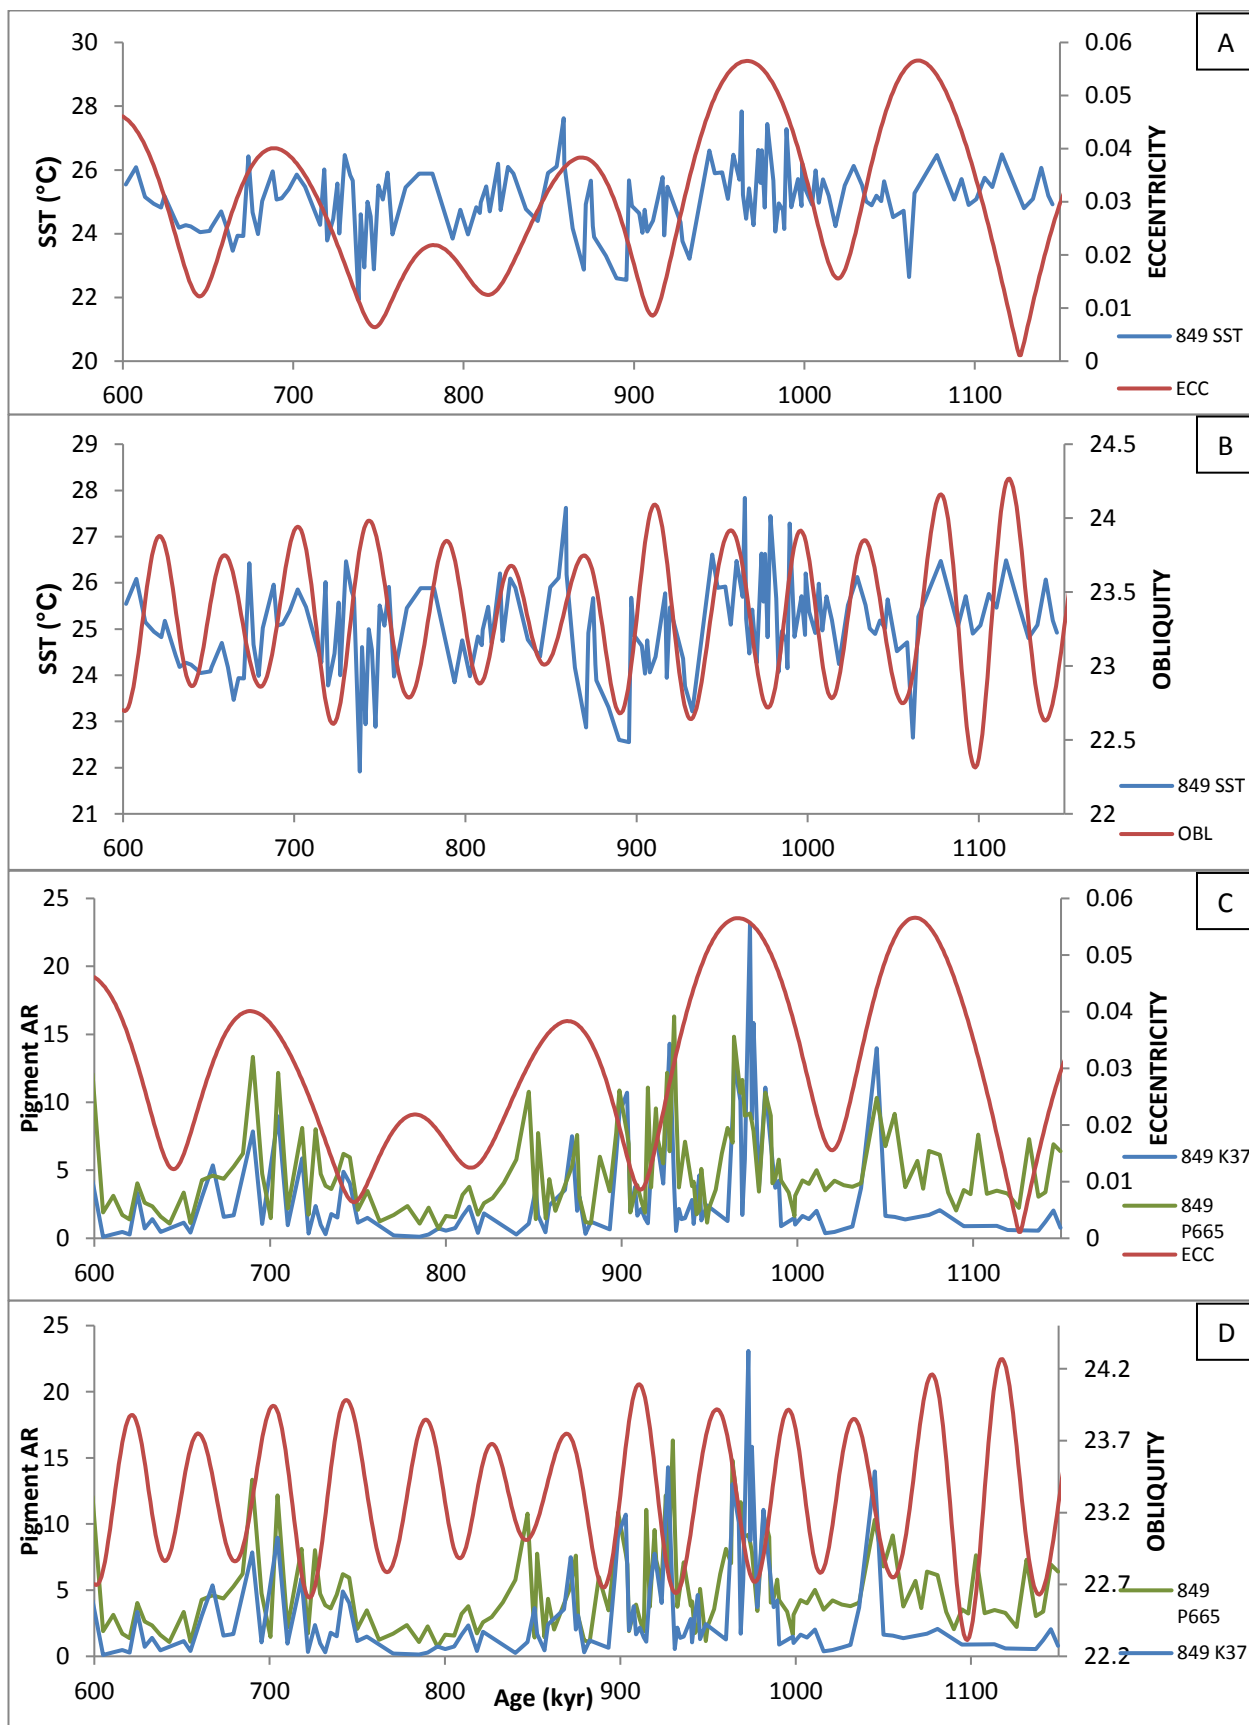 A
30
28
26
24
22
20
SST (°C)
0.06
0.05
0.04
0.03
0.02
0.01
0
ECCENTRICITY
849 SST
ECC
600 700 800 900 1000 1100
B
29
28
27
26
25
24
23
22
21
SST (°C)
24.5
24
23.5
23
22.5
22
OBLIQUITY
849 SST
OBL
600 700 800 900 1000 1100
C
25
20
15
10
5
0
Pigment AR
0.06
0.05
0.04
0.03
0.02
0.01
0
ECCENTRICITY
849 K37
849
P665
ECC
600 700 800 900 1000 1100
D
25
20
15
10
5
0
Pigment AR
24.2
23.7
23.2
22.7
22.2
OBLIQUITY
849
P665
849 K37
600 700 800 900 1000 1100
Age (kyr)